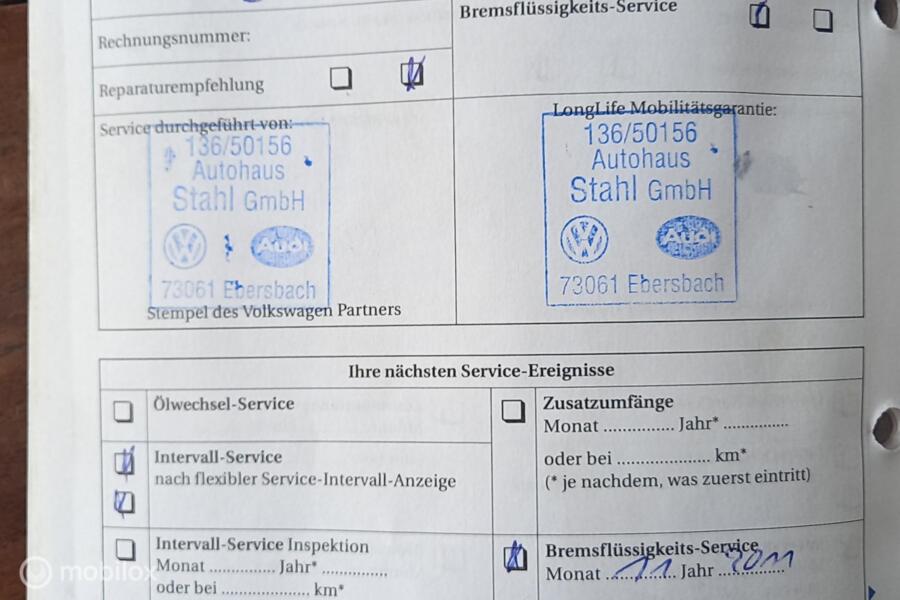 Bremsflüssigkeits-Service
Rechnungsnummer:
Reparaturempfehlung
Service durchgeführt von:
136/50156
Autohaus
Stahl GmbH
Audi
73061 Ebersbach
Stempel des Volkswagen Partners
LongLife Mobilitätsgarantie:
136/50156
Autohaus
Stahl GmbH
Audi
73061 Ebersbach
Ihre nächsten Service-Ereignisse
Ölwechsel-Service
Intervall-Service
nach flexibler Service-Intervall-Anzeige
Intervall-Service Inspektion
Monat ............ Jahr* ............
oder bei ................ km*
Zusatzumfänge
Monat ............ Jahr* ............
oder bei ................ km*
(* je nachdem, was zuerst eintritt)
Bremsflüssigkeits-Service
Monat 11 Jahr 2011
mobilox